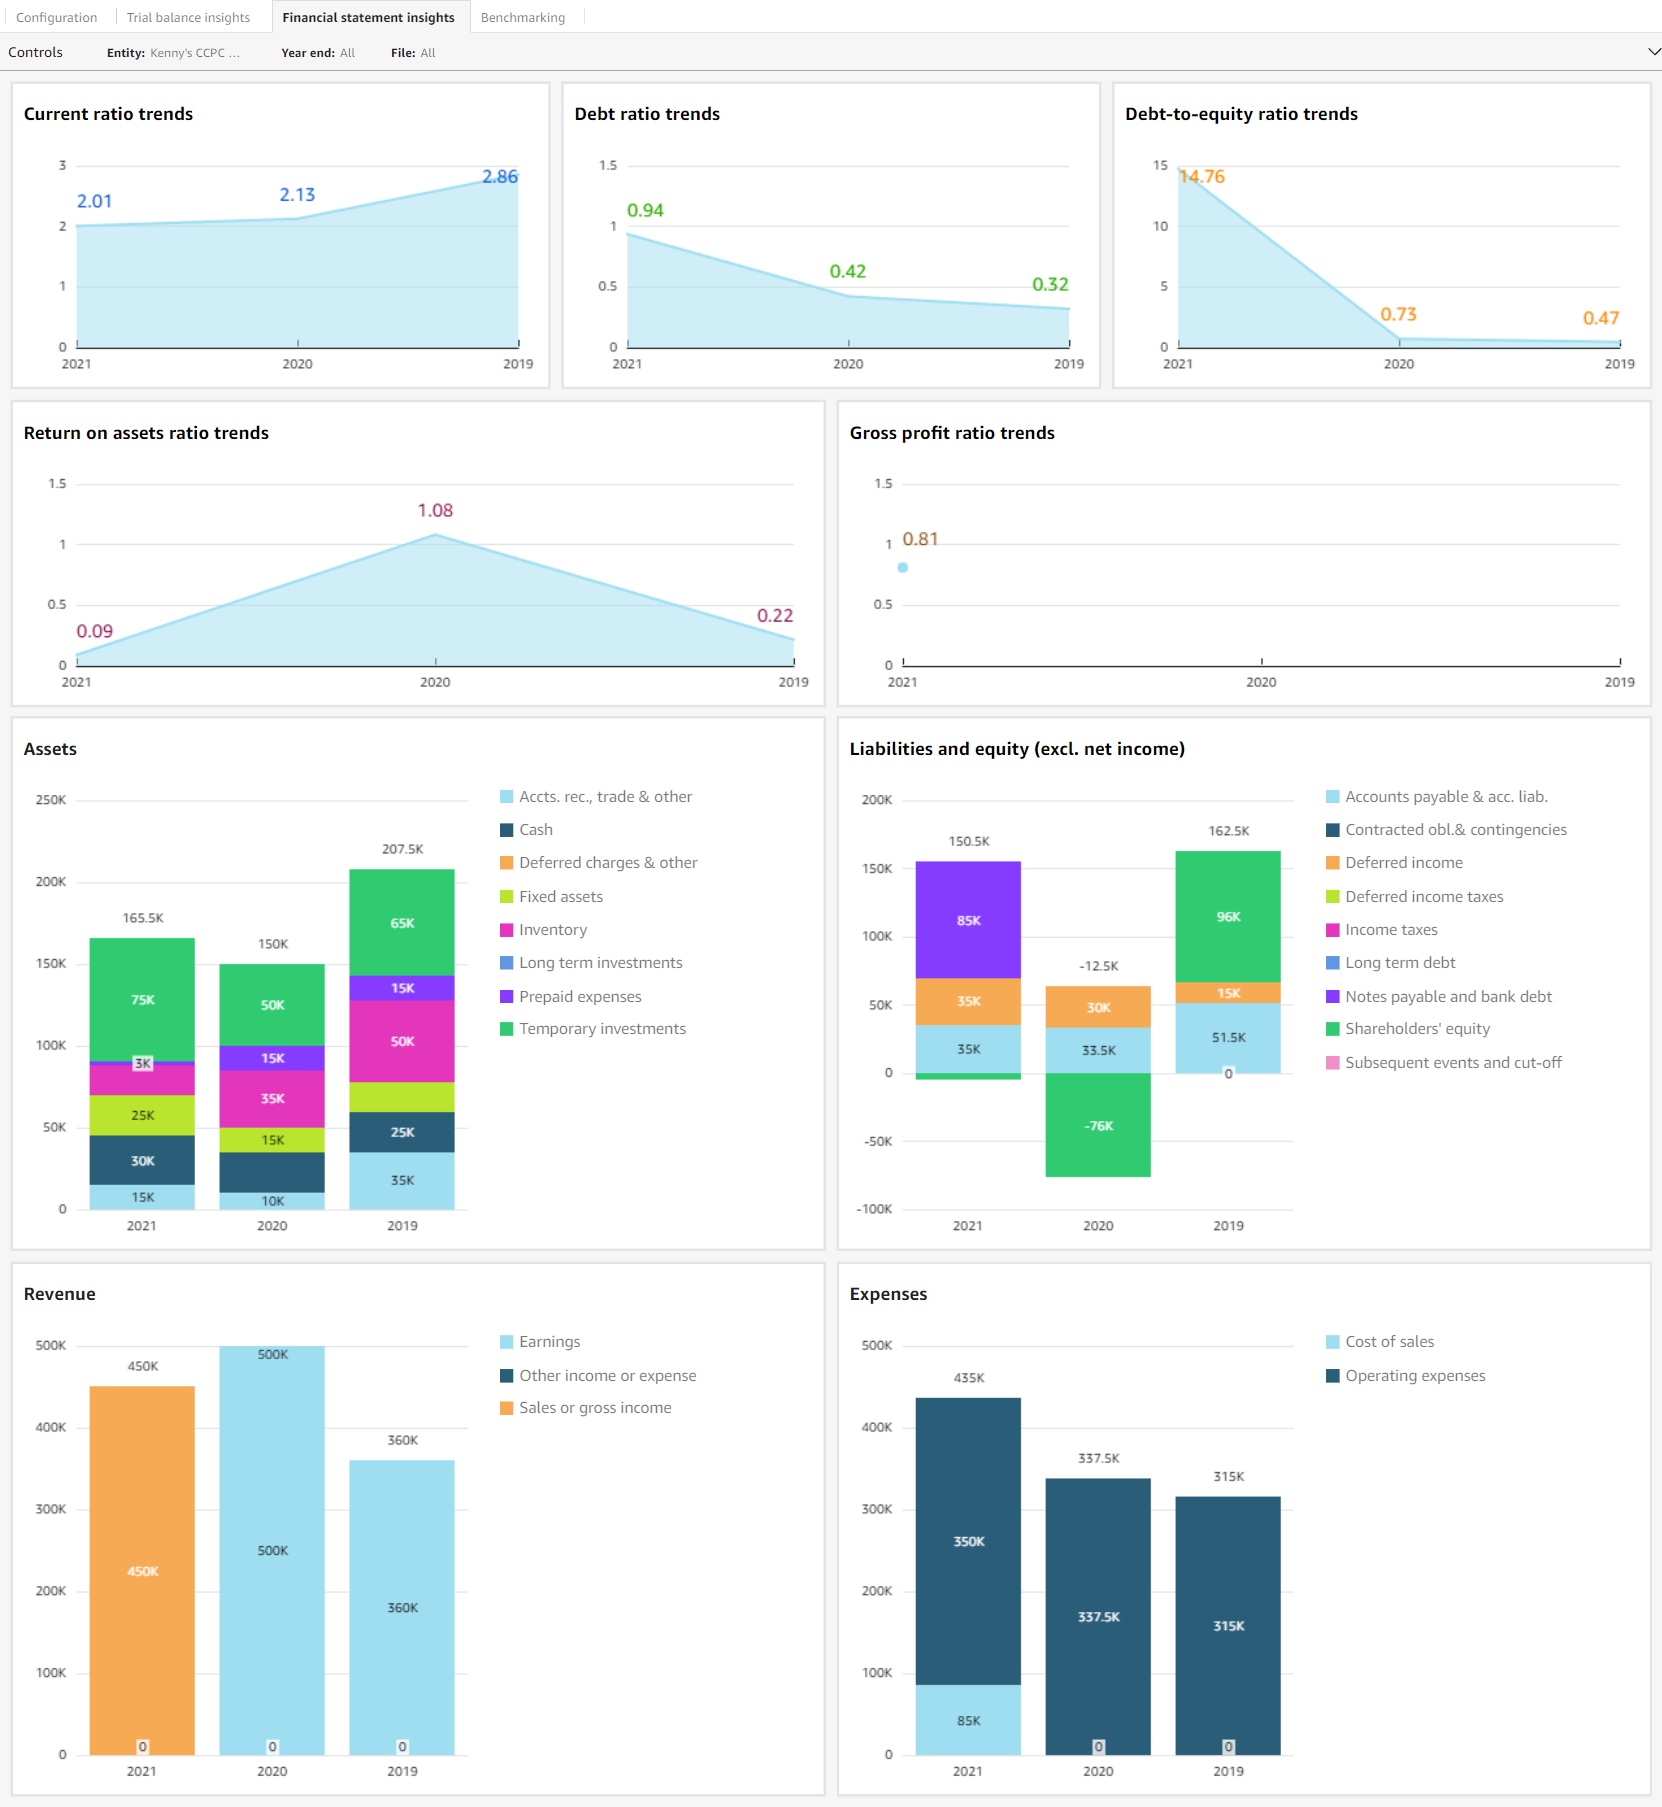 Configuration Trial balance insights Financial statement insights Benchmarking
Controls Entity: Kenny's CCPC ... Year end: All File: All
Current ratio trends
3
2
1
0
2.01
2.13
2.86
2021 2020 2019
Debt ratio trends
1.5
1
0.5
0
0.94
0.42
0.32
2021 2020 2019
Debt-to-equity ratio trends
15
10
5
0
14.76
0.73
0.47
2021 2020 2019
Return on assets ratio trends
1.5
1
0.5
0
0.09
1.08
0.22
2021 2020 2019
Gross profit ratio trends
1.5
1
0.5
0
0.81
2021 2020 2019
Assets
250K
200K
150K
100K
50K
0
165.5K
75K
3K
25K
30K
15K
150K
50K
15K
35K
15K
10K
207.5K
65K
15K
50K
25K
35K
2021 2020 2019
Accts. rec., trade & other
Cash
Deferred charges & other
Fixed assets
Inventory
Long term investments
Prepaid expenses
Temporary investments
Liabilities and equity (excl. net income)
200K
150K
100K
50K
0
-50K
-100K
150.5K
85K
35K
35K
-12.5K
30K
33.5K
-76K
162.5K
96K
15K
51.5K
0
2021 2020 2019
Accounts payable & acc. liab.
Contracted obl.& contingencies
Deferred income
Deferred income taxes
Income taxes
Long term debt
Notes payable and bank debt
Shareholders' equity
Subsequent events and cut-off
Revenue
500K
400K
300K
200K
100K
0
450K
450K
0
500K
500K
0
360K
360K
0
2021 2020 2019
Earnings
Other income or expense
Sales or gross income
Expenses
500K
400K
300K
200K
100K
0
435K
350K
85K
337.5K
337.5K
0
315K
315K
0
2021 2020 2019
Cost of sales
Operating expenses